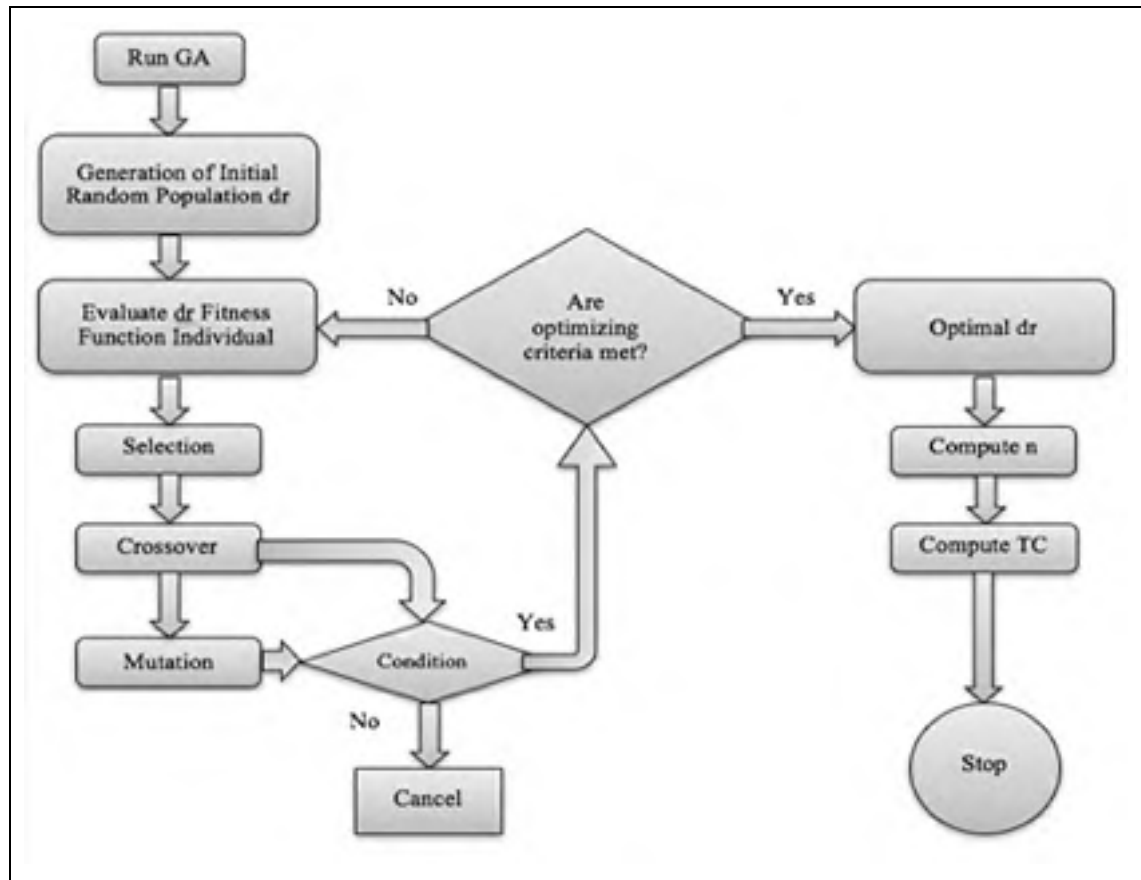 Run GA
Generation of Initial
Random Population dr
Evaluate dr Fitness
Function Individual
Selection
Crossover
Mutation
Condition
Yes
No
Cancel
No
Are
optimizing
criteria met?
Yes
Optimal dr
Compute n
Compute TC
Stop